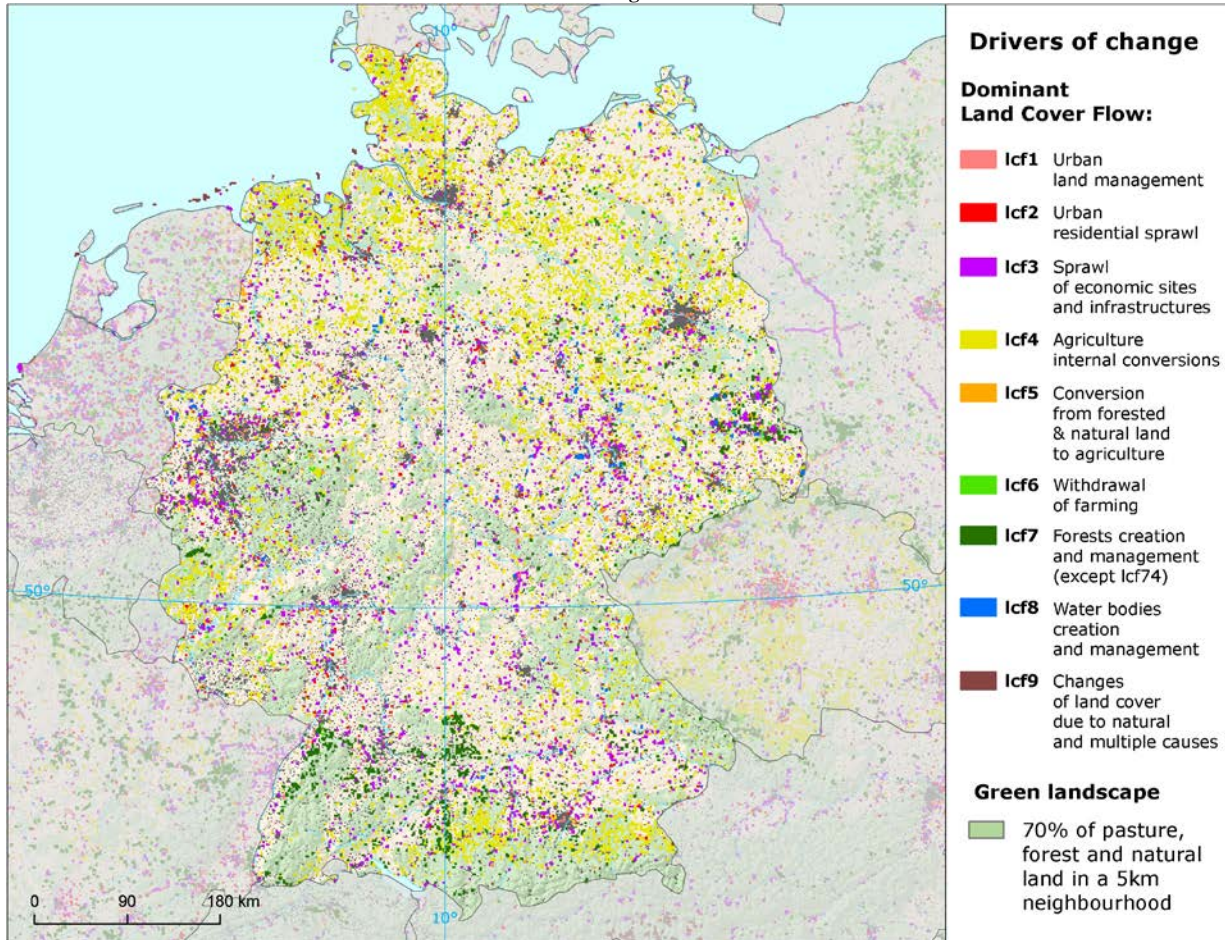 10°
50°
50°
10°
0 90 180 km
Drivers of change
Dominant
Land Cover Flow:
lcf1 Urban
land management
lcf2 Urban
residential sprawl
lcf3 Sprawl
of economic sites
and infrastructures
lcf4 Agriculture
internal conversions
lcf5 Conversion
from forested
& natural land
to agriculture
lcf6 Withdrawal
of farming
lcf7 Forests creation
and management
(except lcf74)
lcf8 Water bodies
creation
and management
lcf9 Changes
of land cover
due to natural
and multiple causes
Green landscape
70% of pasture,
forest and natural
land in a 5km
neighbourhood